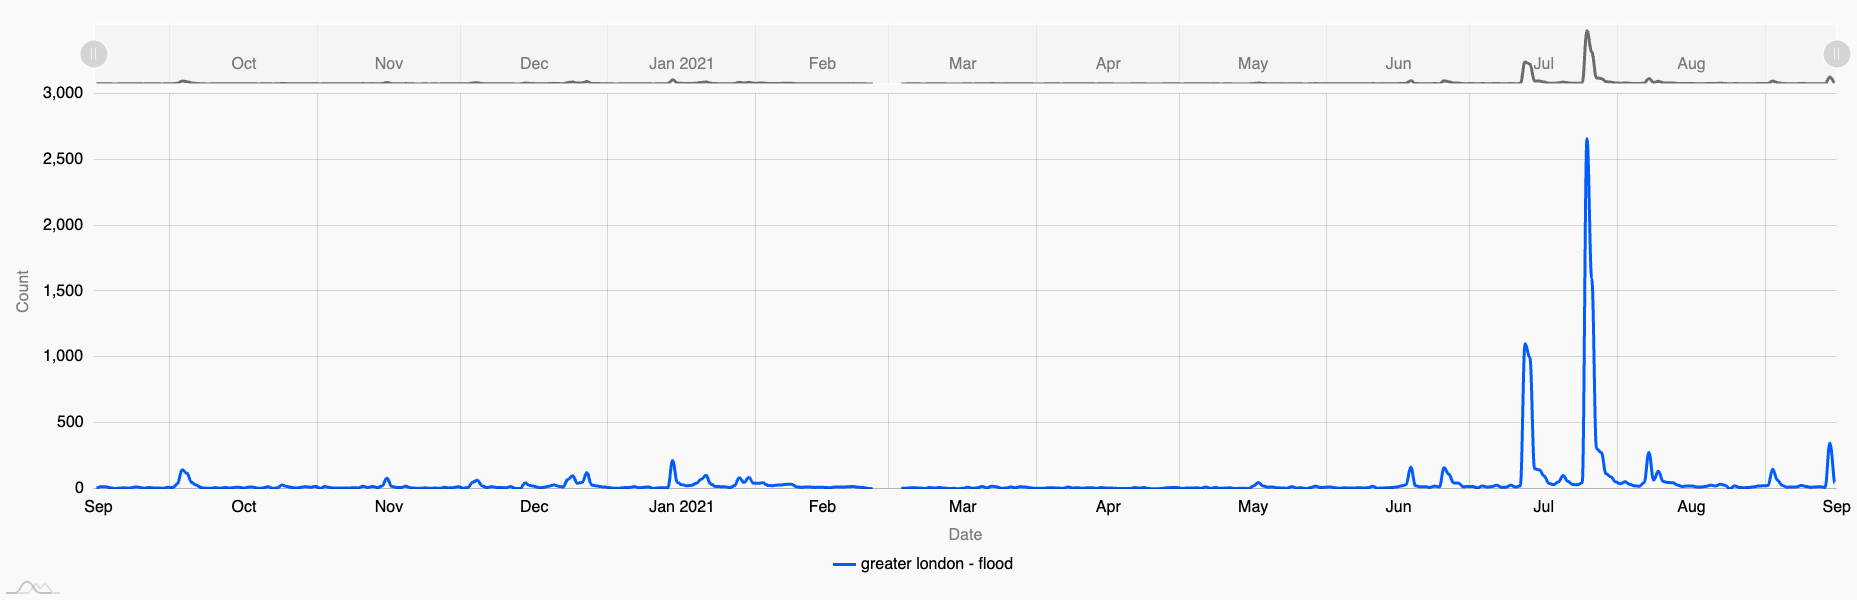 Oct Nov Dec Jan 2021 Feb Mar Apr May Jun Jul Aug
3,000
2,500
2,000
1,500
1,000
500
0
Count
Sep Oct Nov Dec Jan 2021 Feb Mar Apr May Jun Jul Aug Sep
Date
greater london - flood